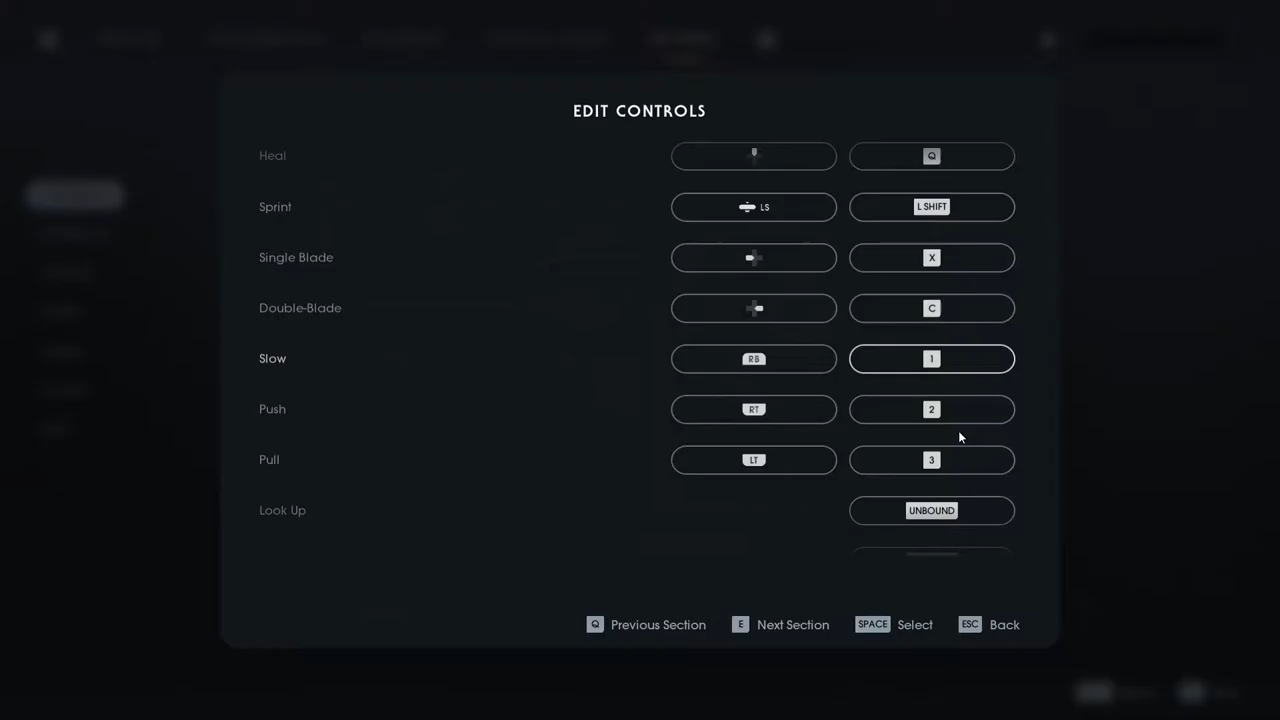 EDIT CONTROLS
Heal Q
Sprint LS L SHIFT
Single Blade X
Double-Blade C
Slow RB 1
Push RT 2
Pull LT 3
Look Up UNBOUND
Q Previous Section E Next Section SPACE Select ESC Back